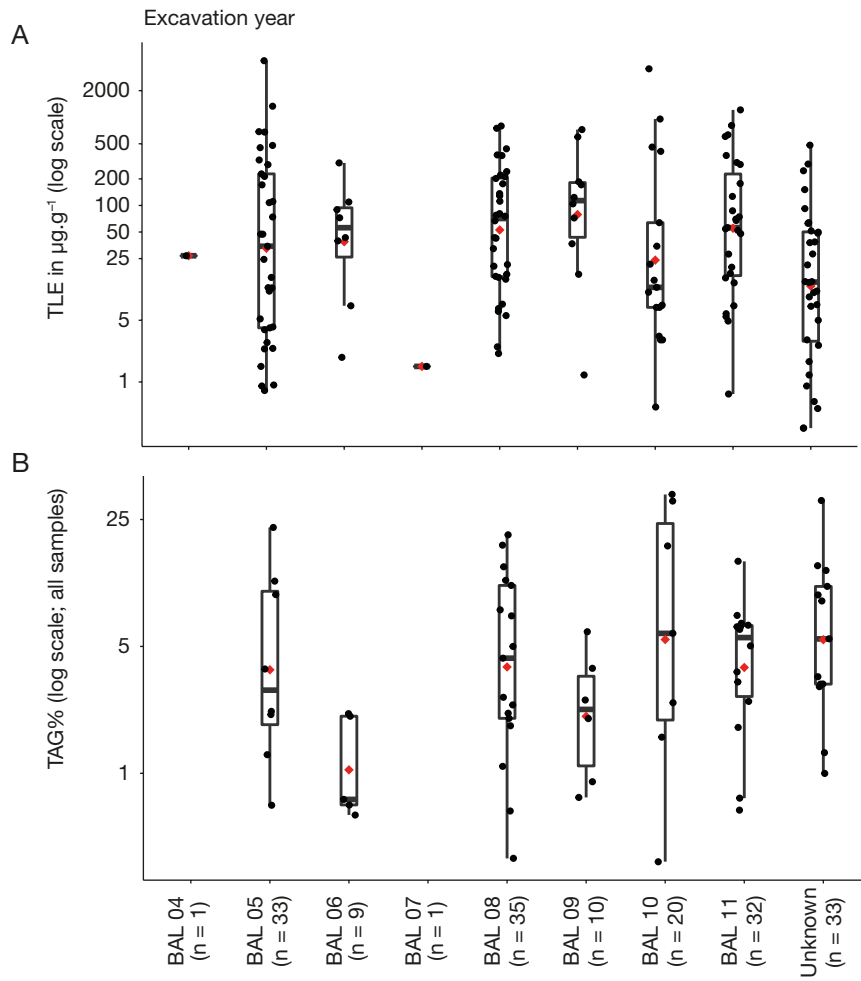 Excavation year
A
TLE in µg.g⁻¹ (log scale)
2000
500
200
100
50
25
5
1
B
TAG% (log scale; all samples)
25
5
1
BAL 04
(n = 1)
BAL 05
(n = 33)
BAL 06
(n = 9)
BAL 07
(n = 1)
BAL 08
(n = 35)
BAL 09
(n = 10)
BAL 10
(n = 20)
BAL 11
(n = 32)
Unknown
(n = 33)